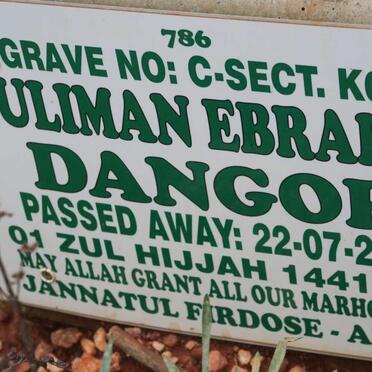 786
GRAVE NO: C-SECT. K
ULIMAN EBRA
DANGO
PASSED AWAY: 22-07-2
01 ZUL HIJJAH 1441
MAY ALLAH GRANT ALL OUR MARHO
JANNATUL FIRDOSE - A